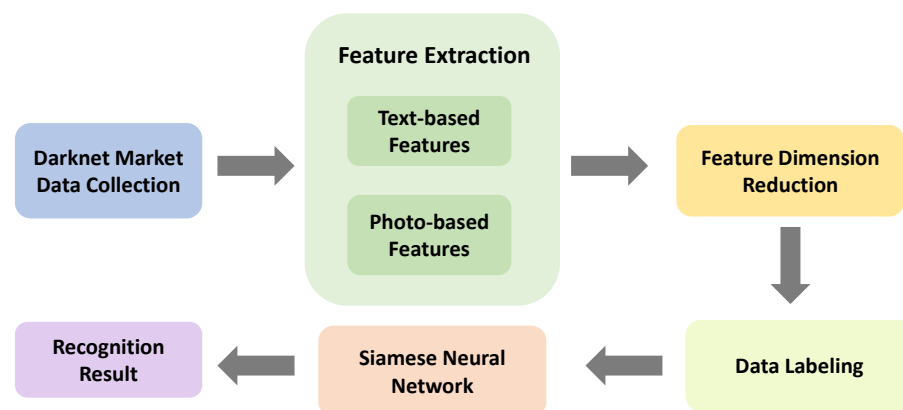 Feature Extraction
Text-based
Features
Photo-based
Features
Darknet Market
Data Collection
Feature Dimension
Reduction
Data Labeling
Siamese Neural
Network
Recognition
Result